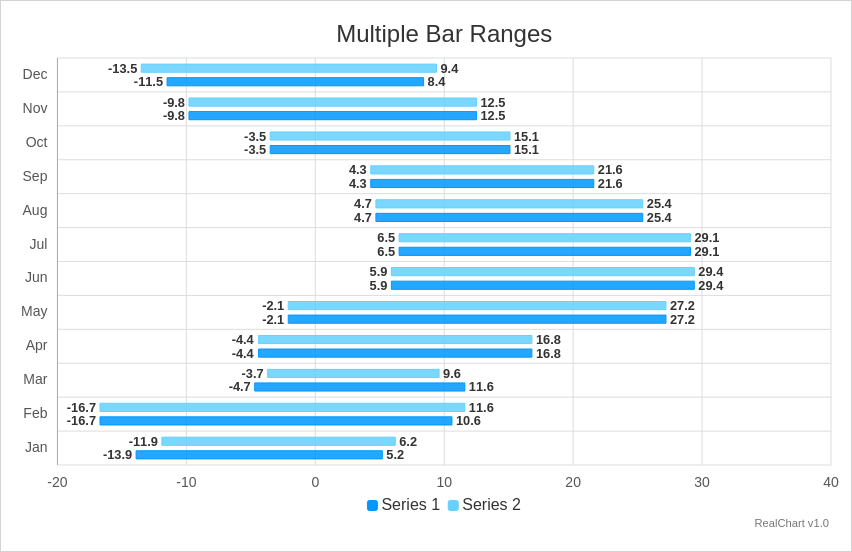 Multiple Bar Ranges
Dec
-13.5 9.4
-11.5 8.4
Nov
-9.8 12.5
-9.8 12.5
Oct
-3.5 15.1
-3.5 15.1
Sep
4.3 21.6
4.3 21.6
Aug
4.7 25.4
4.7 25.4
Jul
6.5 29.1
6.5 29.1
Jun
5.9 29.4
5.9 29.4
May
-2.1 27.2
-2.1 27.2
Apr
-4.4 16.8
-4.4 16.8
Mar
-3.7 9.6
-4.7 11.6
Feb
-16.7 11.6
-16.7 10.6
Jan
-11.9 6.2
-13.9 5.2
-20 -10 0 10 20 30 40
Series 1 Series 2
RealChart v1.0